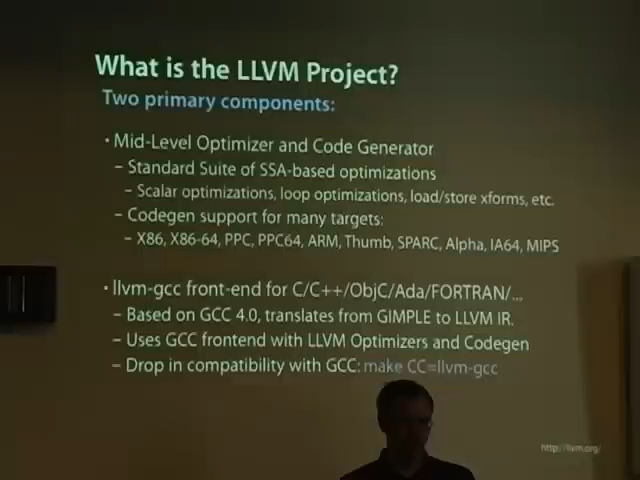 What is the LLVM Project?
Two primary components:
• Mid-Level Optimizer and Code Generator
– Standard Suite of SSA-based optimizations
– Scalar optimizations, loop optimizations, load/store xforms, etc.
– Codegen support for many targets:
– X86, X86-64, PPC, PPC64, ARM, Thumb, SPARC, Alpha, IA64, MIPS
• llvm-gcc front-end for C/C++/ObjC/Ada/FORTRAN/...
– Based on GCC 4.0, translates from GIMPLE to LLVM IR.
– Uses GCC frontend with LLVM Optimizers and Codegen
– Drop in compatibility with GCC: make CC=llvm-gcc
http://llvm.org/